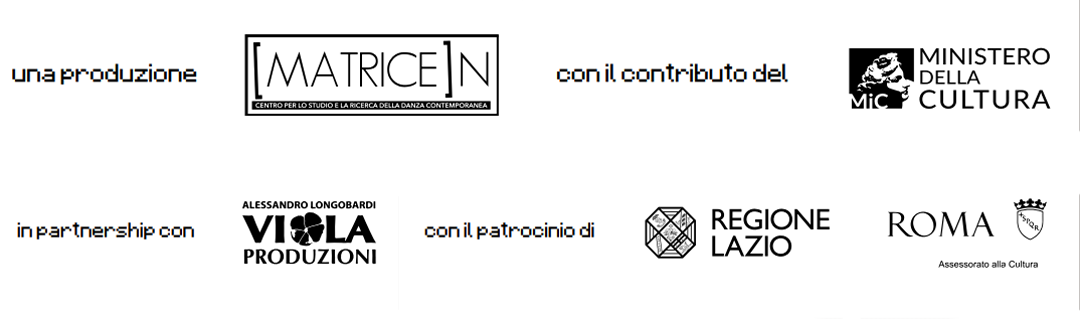 una produzione
[MATRICE]N
CENTRO PER LO STUDIO E LA RICERCA DELLA DANZA CONTEMPORANEA
con il contributo del
MiC
MINISTERO
DELLA
CULTURA
in partnership con
ALESSANDRO LONGOBARDI
VIOLA
PRODUZIONI
con il patrocinio di
REGIONE
LAZIO
ROMA
SPQR
Assessorato alla Cultura